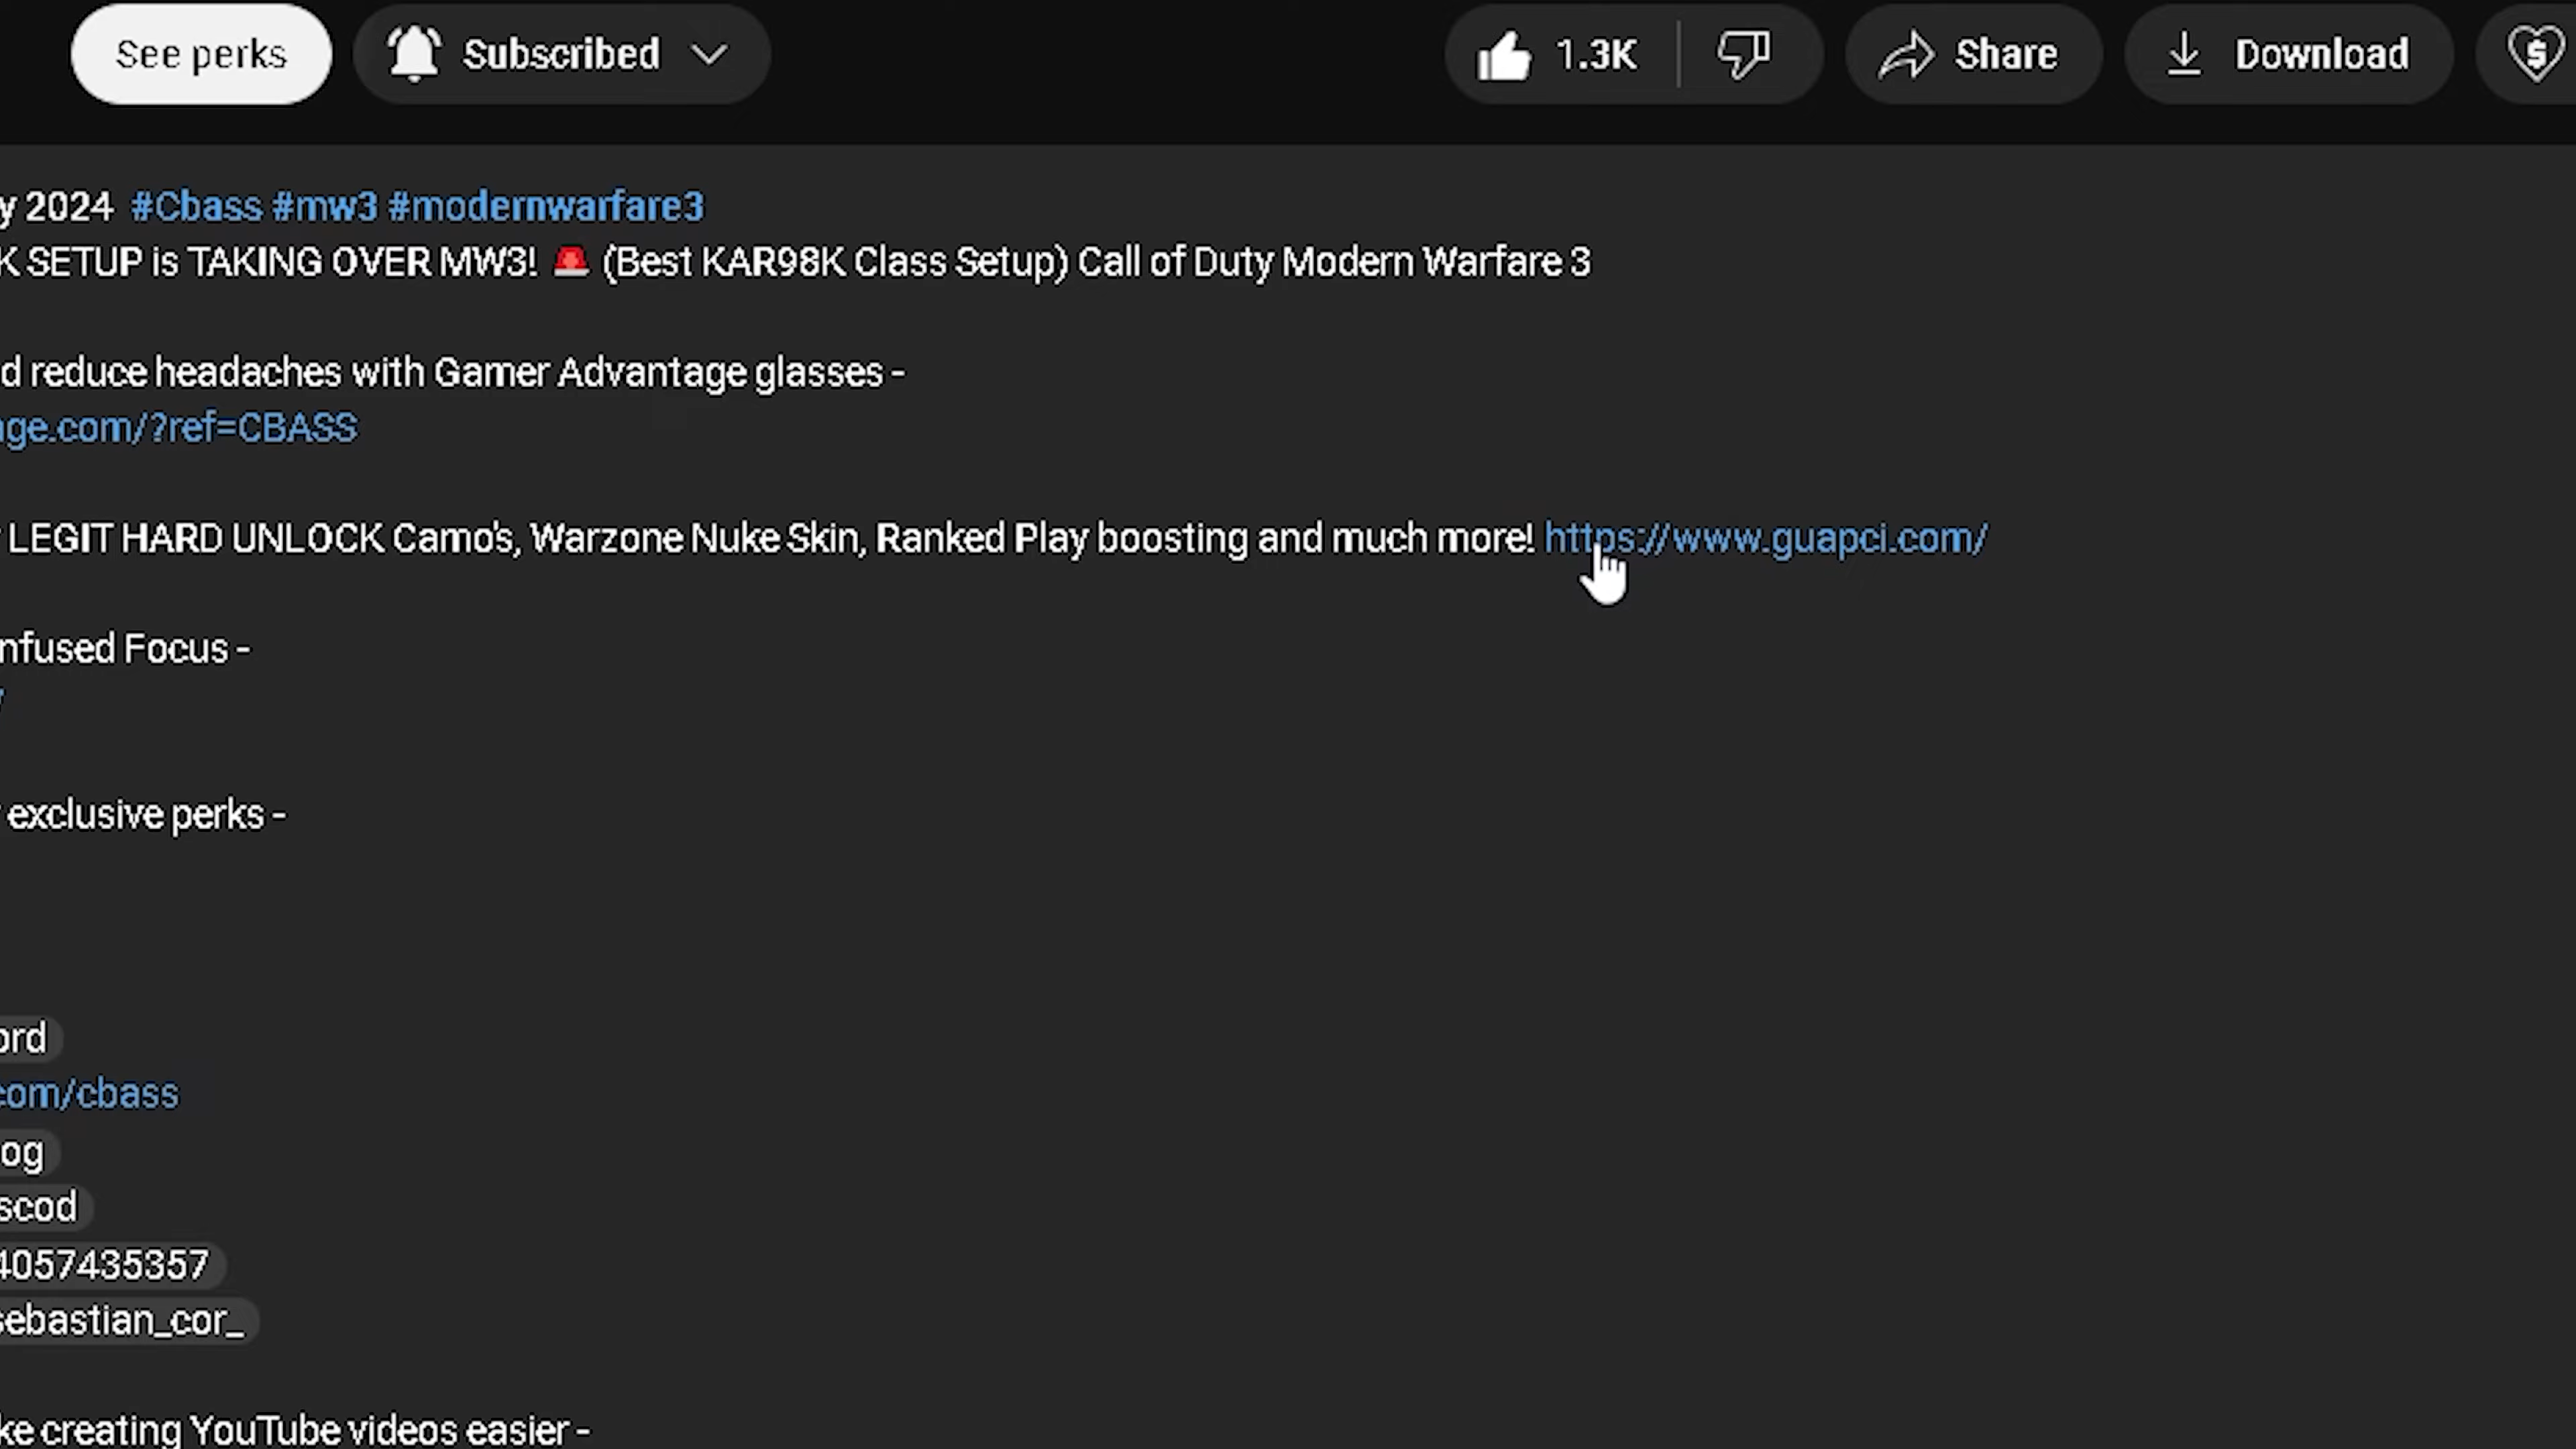 See perks
Subscribed
1.3K
Share
Download
y 2024 #Cbass #mw3 #modernwarfare3
K SETUP is TAKING OVER MW3! 🚨 (Best KAR98K Class Setup) Call of Duty Modern Warfare 3
d reduce headaches with Gamer Advantage glasses -
age.com/?ref=CBASS
LEGIT HARD UNLOCK Camo's, Warzone Nuke Skin, Ranked Play boosting and much more! https://www.guapci.com/
nfused Focus -
exclusive perks -
ord
com/cbass
og
scod
4057435357
sebastian_cor_
ke creating YouTube videos easier -